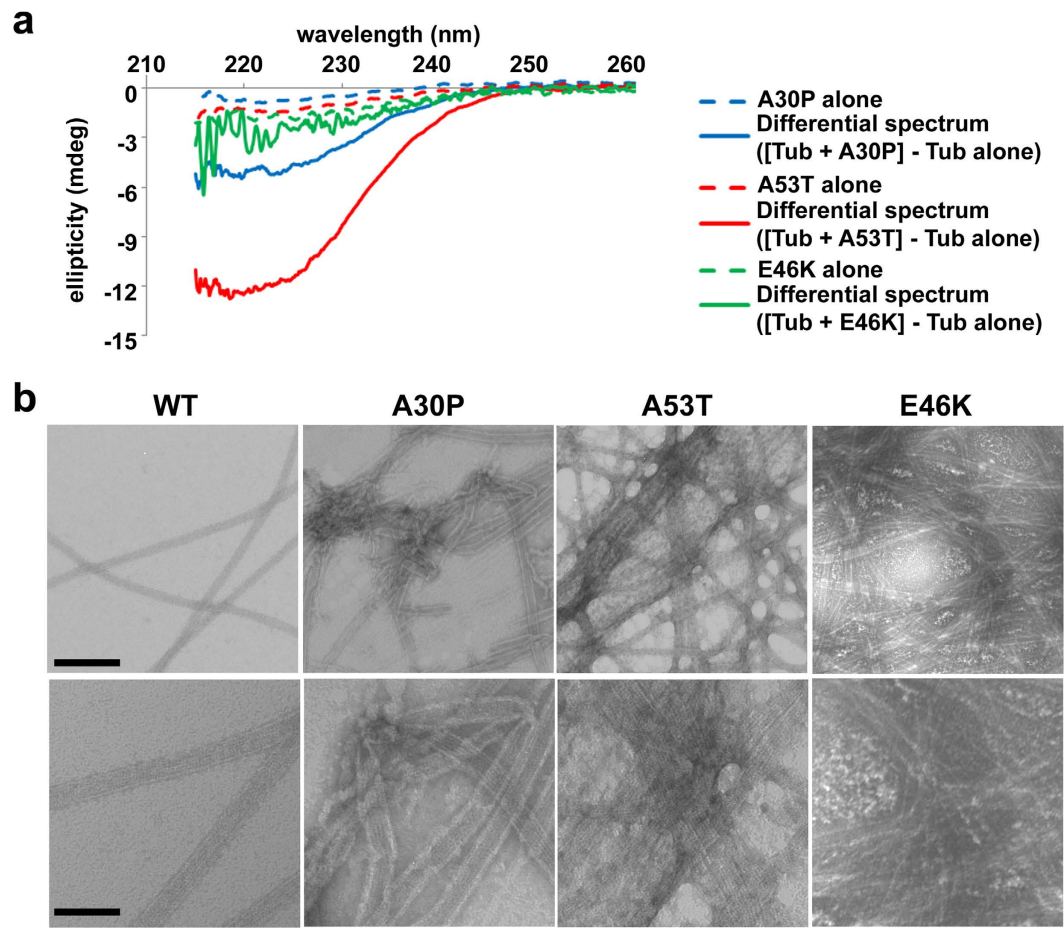 a
wavelength (nm)
210 220 230 240 250 260
0
-3
-6
-9
-12
-15
ellipticity (mdeg)
A30P alone
Differential spectrum
([Tub + A30P] - Tub alone)
A53T alone
Differential spectrum
([Tub + A53T] - Tub alone)
E46K alone
Differential spectrum
([Tub + E46K] - Tub alone)
b
WT A30P A53T E46K